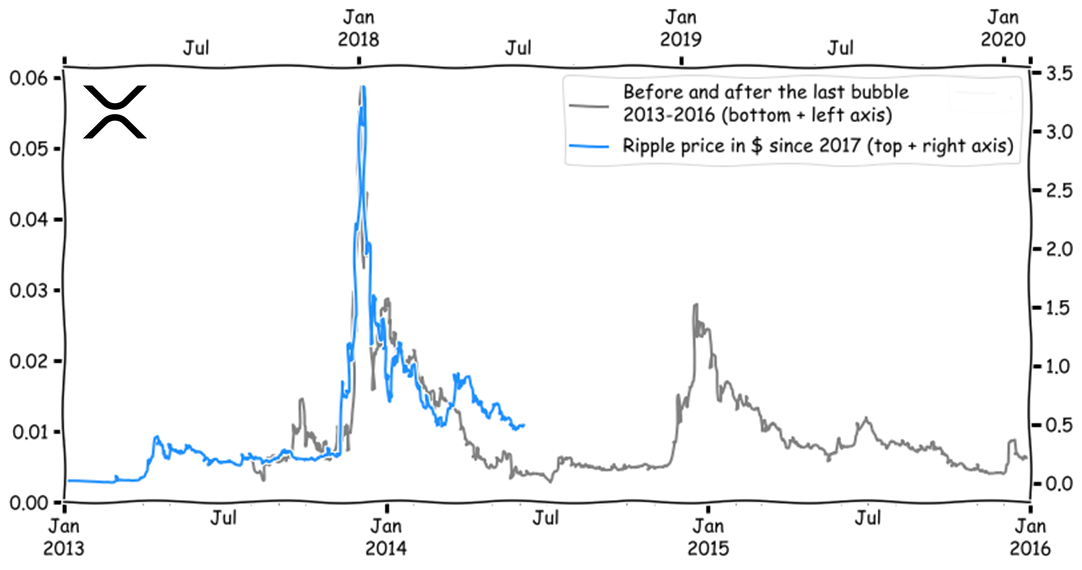 Jan Jan Jan
2018 2019 2020
Jul Jul Jul
0.06 3.5
Before and after the last bubble
2013-2016 (bottom + left axis)
Ripple price in $ since 2017 (top + right axis)
3.0
0.05
2.5
0.04
2.0
0.03
1.5
0.02
1.0
0.01
0.5
0.0
0.00
Jan Jul Jan Jul Jan Jul Jan
2013 2014 2015 2016